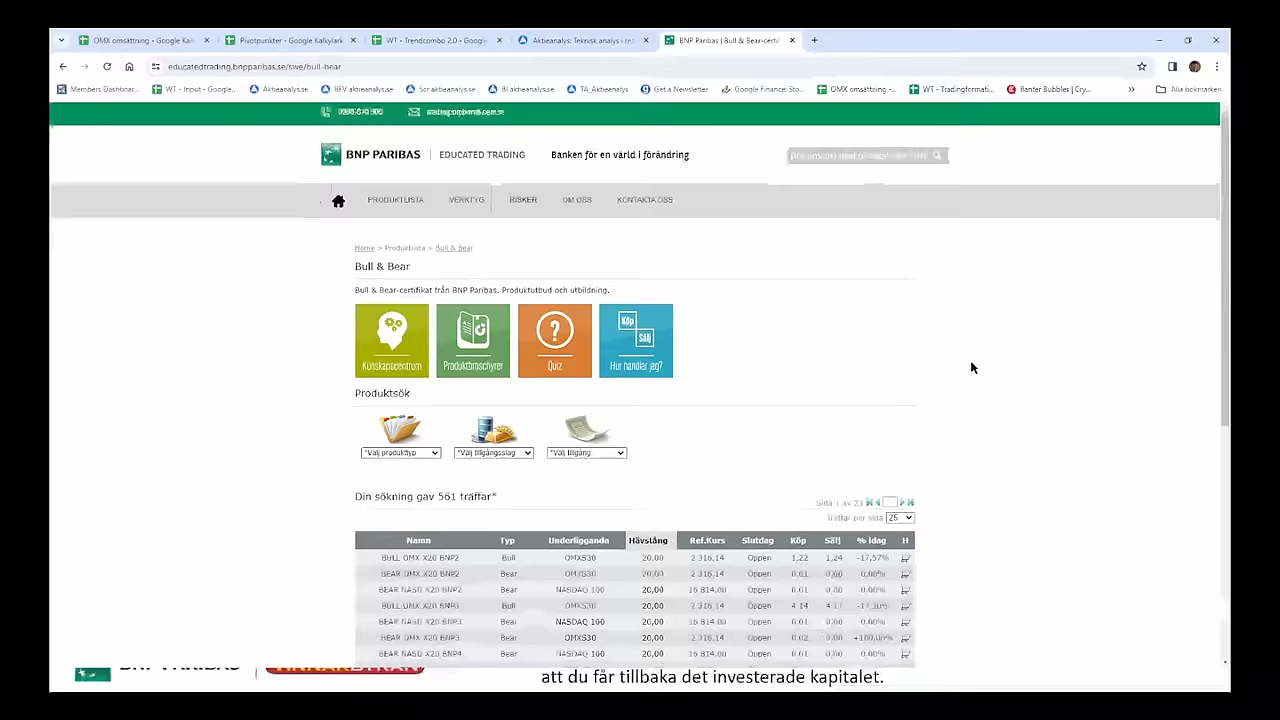 OMX omsättning - Google Kalk
Pivotpunkter - Google Kalkylark
WT - Trendcombo 2.0 - Google
Aktieanalys: Teknisk analys i rea
BNP Paribas | Bull & Bear-certif
educatedtrading.bnpparibas.se/swe/bull-bear
Members Dashboar...
WT - Input - Google...
Aktieanalys.se
BEV aktieanalys.se
Scr aktieanalys.se
BI aktieanalys.se
TA_Aktieanalys
Get a Newsletter
Google Finance: Sto...
OMX omsättning -...
WT - Tradingformati...
Banter Bubbles | Cry...
Alla bokmärken
BNP PARIBAS
EDUCATED TRADING
Banken för en värld i förändring
PRODUKTLISTA
VERKTYG
RISKER
OM OSS
KONTAKTA OSS
Home > Produktlista > Bull & Bear
Bull & Bear
Bull & Bear-certifikat från BNP Paribas. Produktutbud och utbildning.
Köp
Sälj
Kunskapscentrum
Produktbroschyrer
Quiz
Hur handlar jag?
Produktsök
*Välj produkttyp
*Välj tillgångsslag
*Välj tillgång
Din sökning gav 561 träffar*
Sida 1 av 23
Träffar per sida 25
Namn Typ Underliggande Hävstång Ref.Kurs Slutdag Köp Sälj % idag H
BULL OMX X20 BNP2 Bull OMXS30 20,00 2 316,14 Öppen 1,22 1,24 -17,57%
BEAR OMX X20 BNP2 Bear OMXS30 20,00 2 316,14 Öppen 0,01 0,00 0,00%
BEAR NASD X20 BNP2 Bear NASDAQ 100 20,00 16 814,00 Öppen 0,01 0,00 0,00%
BULL OMX X20 Bull OMXS30 20,00 2 316,14 Öppen 4,14
BEAR NASD X20 BNP3 Bear NASDAQ 100 20,00 16 814,00 Öppen 0,01 0,00 0,00%
BEAR OMX X20 BNP3 Bear OMXS30 20,00 2 316,14 Öppen 0,02 0,00 +100,00%
BEAR NASD X20 BNP4 Bear NASDAQ 100 20,00 16 814,00 Öppen 0,01 0,00 0,00%
BNP PARIBAS
att du får tillbaka det investerade kapitalet.